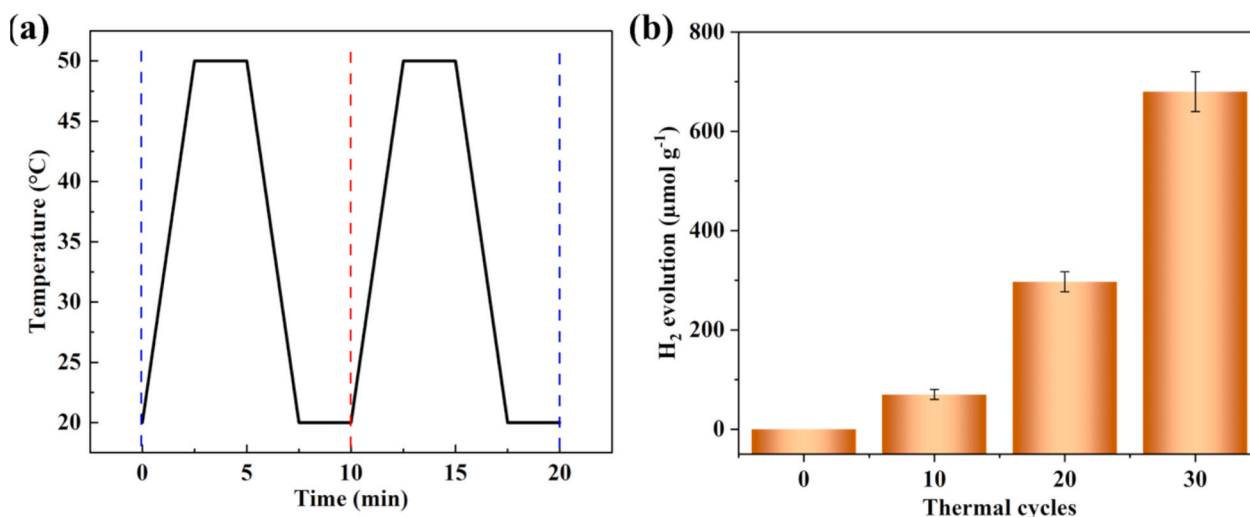 (a)
Temperature (°C)
50
45
40
35
30
25
20
0 5 10 15 20
Time (min)
(b)
H₂ evolution (μmol g⁻¹)
800
600
400
200
0
0 10 20 30
Thermal cycles